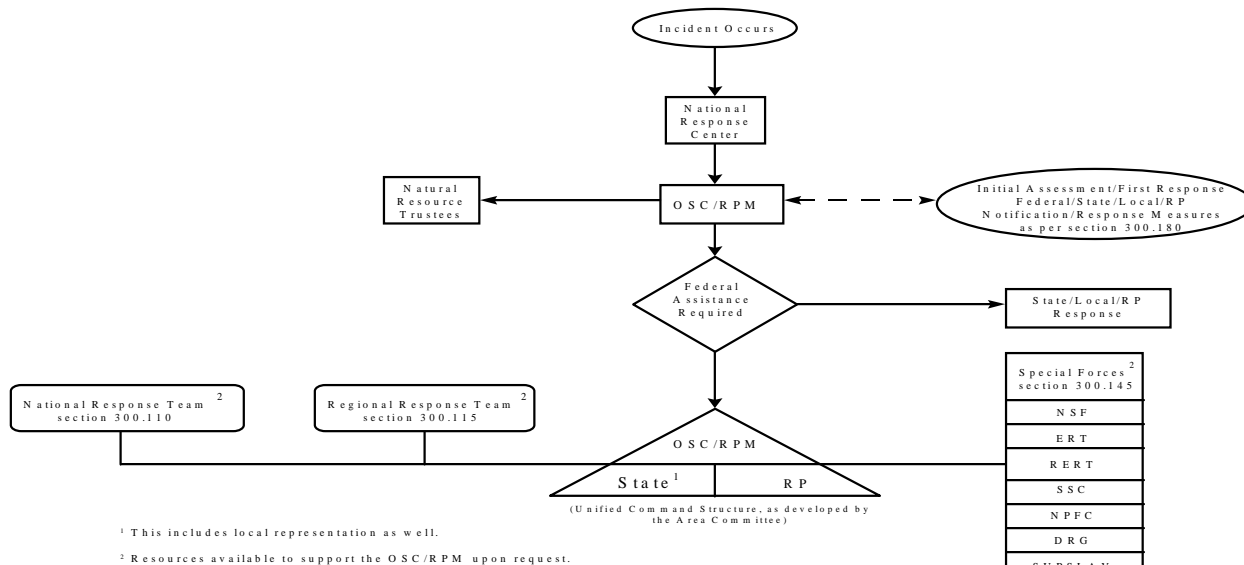 Incident Occurs
National
Response
Center
Natural
Resource
Trustees
OSC/RPM
Initial Assessment/First Response
Federal/State/Local/RP
Notification/Response Measures
as per section 300.180
Federal
Assistance
Required
State/Local/RP
Response
National Response Team 2
section 300.110
Regional Response Team 2
section 300.115
Special Forces 2
section 300.145
NSF
ERT
RERT
SSC
NPFC
DRG
OSC/RPM
State 1
RP
(Unified Command Structure, as developed by
the Area Committee)
1 This includes local representation as well.
2 Resources available to support the OSC/RPM upon request.